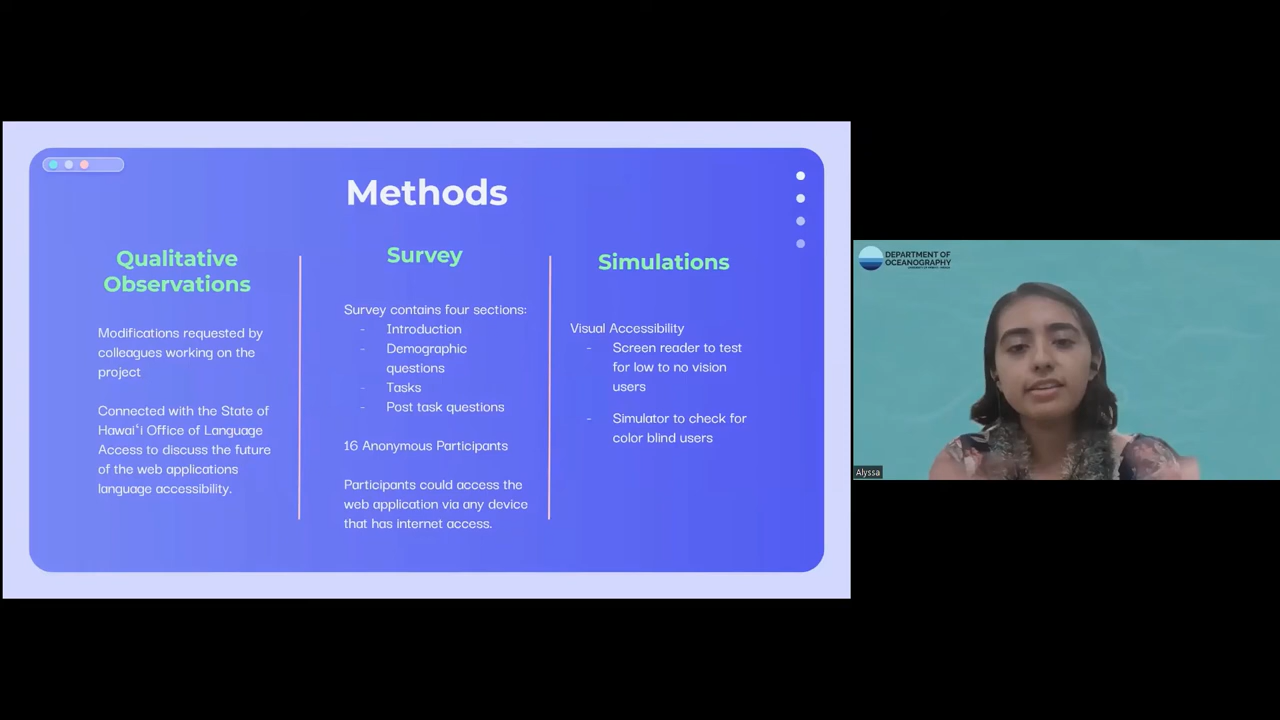 Methods
Qualitative
Observations
Modifications requested by
colleagues working on the
project
Connected with the State of
Hawaiʻi Office of Language
Access to discuss the future
of the web applications
language accessibility.
Survey
Survey contains four sections:
- Introduction
- Demographic
questions
- Tasks
- Post task questions
16 Anonymous Participants
Participants could access the
web application via any device
that has internet access.
Simulations
Visual Accessibility
- Screen reader to test
for low to no vision
users
- Simulator to check for
color blind users
DEPARTMENT OF
OCEANOGRAPHY
Alyssa